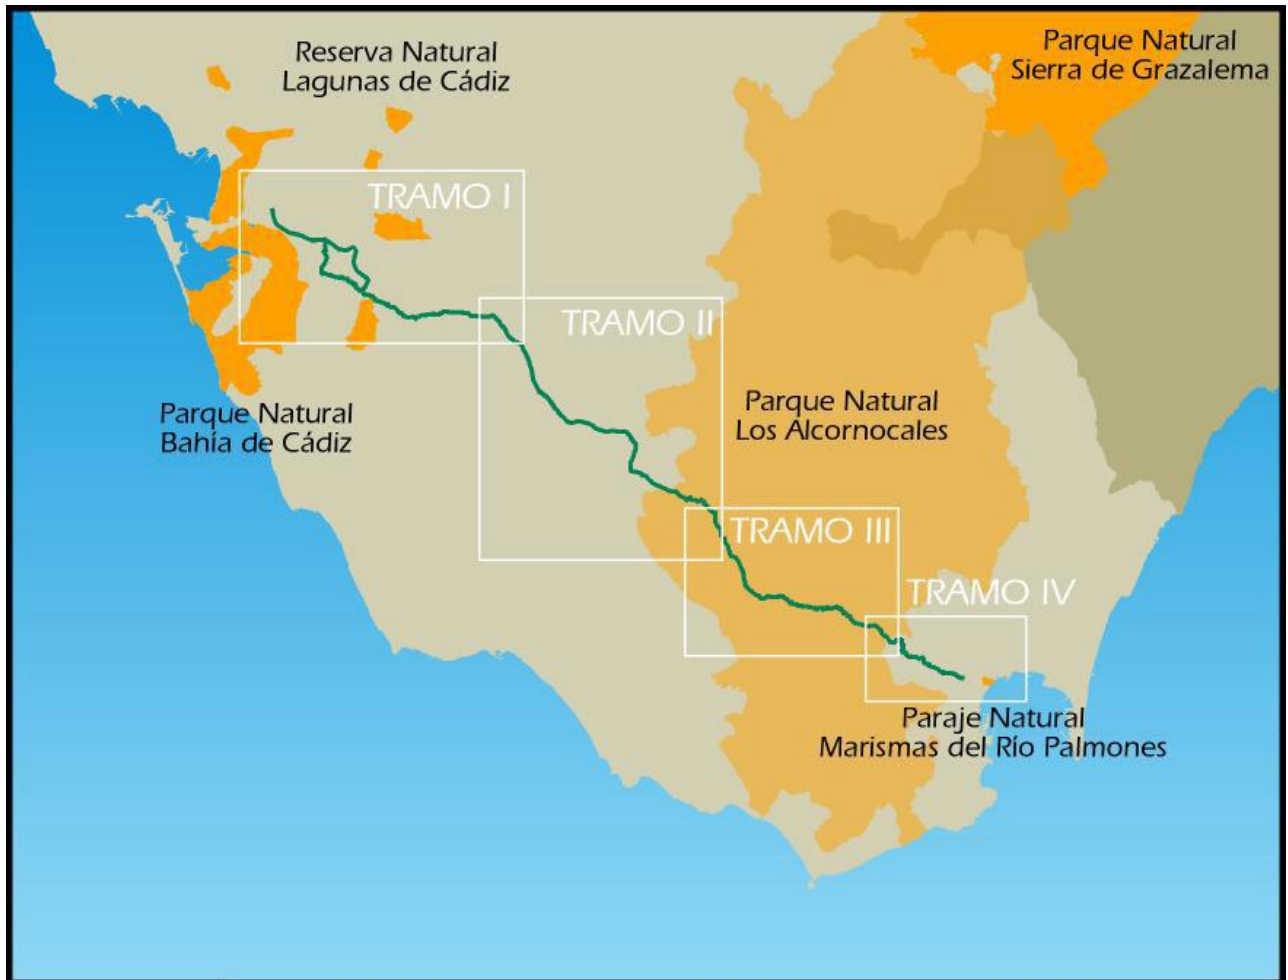 Reserva Natural
Lagunas de Cádiz
Parque Natural
Sierra de Grazalema
TRAMO I
TRAMO II
Parque Natural
Bahía de Cádiz
Parque Natural
Los Alcornocales
TRAMO III
TRAMO IV
Paraje Natural
Marismas del Río Palmones